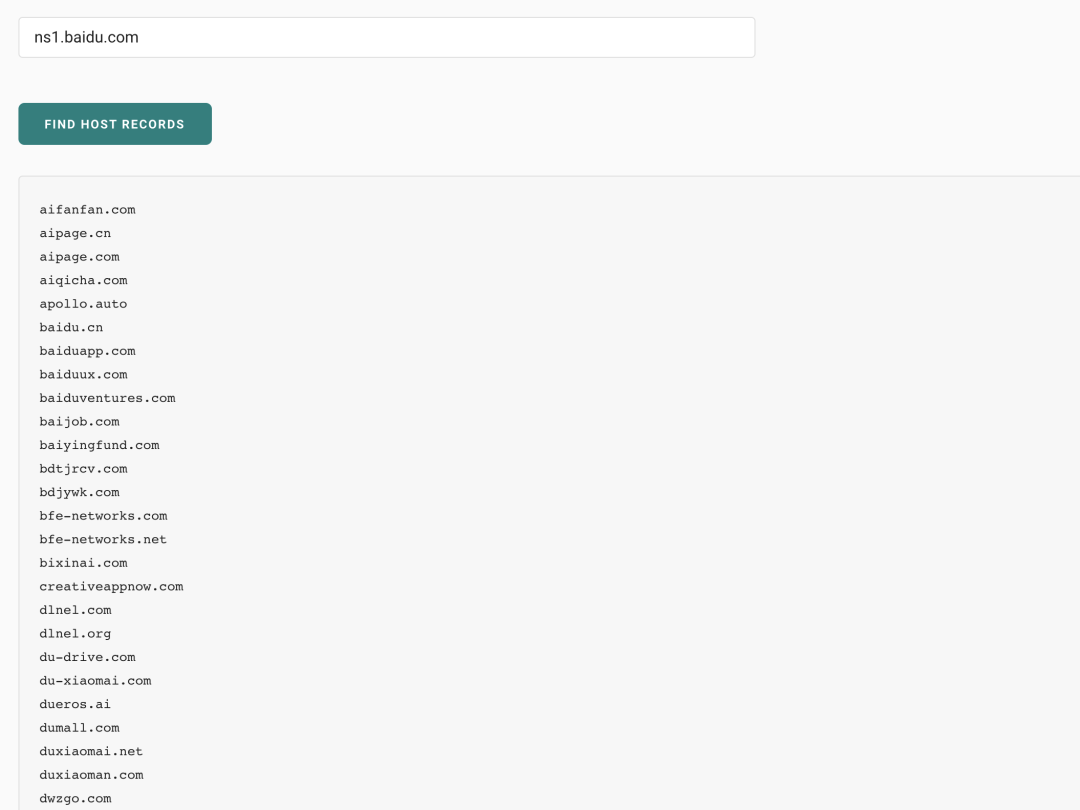 ns1.baidu.com
FIND HOST RECORDS
aifanfan.com
aipage.cn
aipage.com
aiqicha.com
apollo.auto
baidu.cn
baiduapp.com
baiduux.com
baiduventures.com
baijob.com
baiyingfund.com
bdtjrcv.com
bdjywk.com
bfe-networks.com
bfe-networks.net
bixinai.com
creativeappnow.com
dlnel.com
dlnel.org
du-drive.com
du-xiaomai.com
dueros.ai
dumall.com
duxiaomai.net
duxiaoman.com
dwzgo.com